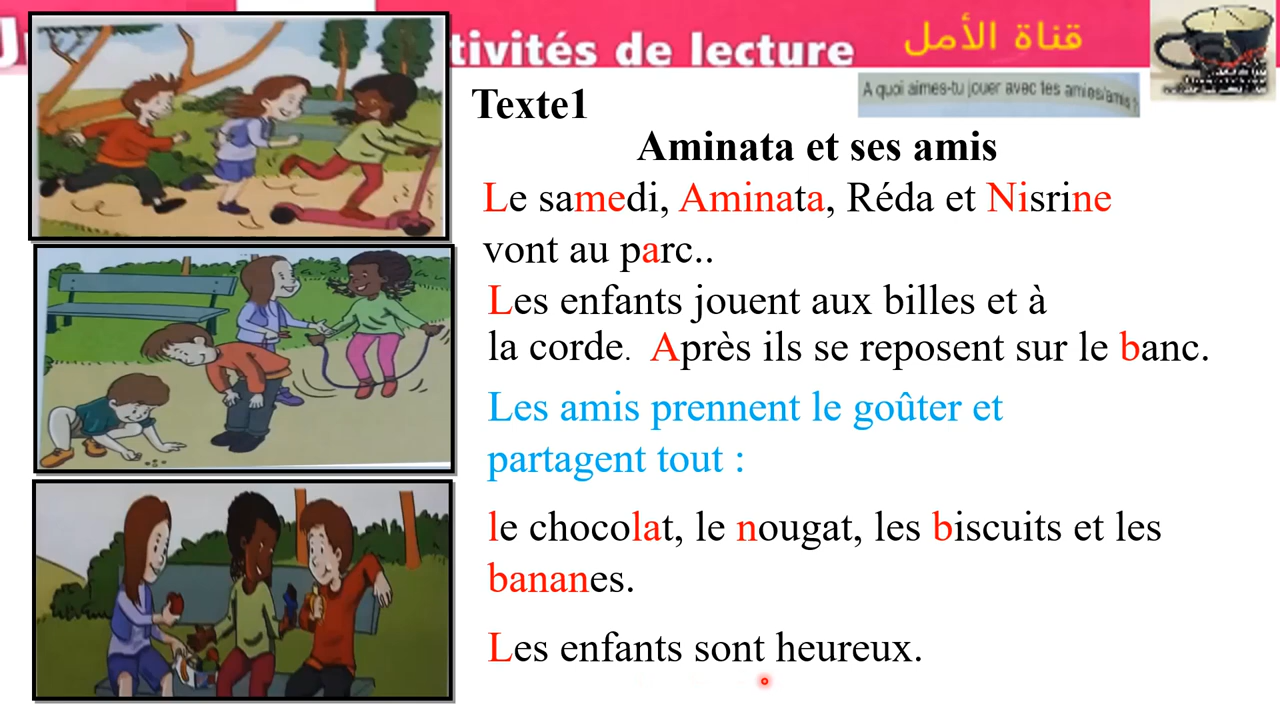 tivités de lecture
قناة الأمل
A quoi aimes-tu jouer avec tes amies/amis ?
Texte1
Aminata et ses amis
Le samedi, Aminata, Réda et Nisrine
vont au parc..
Les enfants jouent aux billes et à
la corde. Après ils se reposent sur le banc.
Les amis prennent le goûter et
partagent tout :
le chocolat, le nougat, les biscuits et les
bananes.
Les enfants sont heureux.